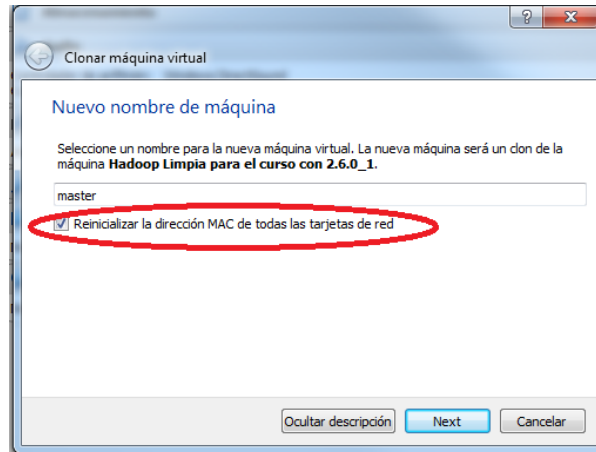 Clonar máquina virtual
Nuevo nombre de máquina
Seleccione un nombre para la nueva máquina virtual. La nueva máquina será un clon de la
máquina Hadoop Limpia para el curso con 2.6.0_1.
master
Reinicializar la dirección MAC de todas las tarjetas de red
Ocultar descripción Next Cancelar